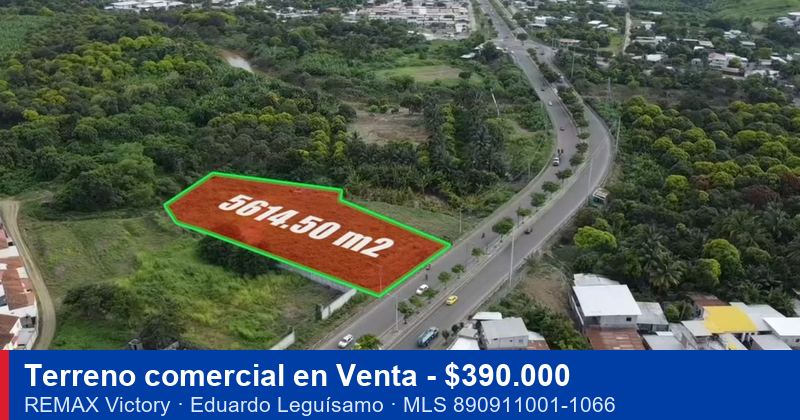 5614.50 m2
Terreno comercial en Venta - $390.000
REMAX Victory · Eduardo Leguísamo · MLS 890911001-1066